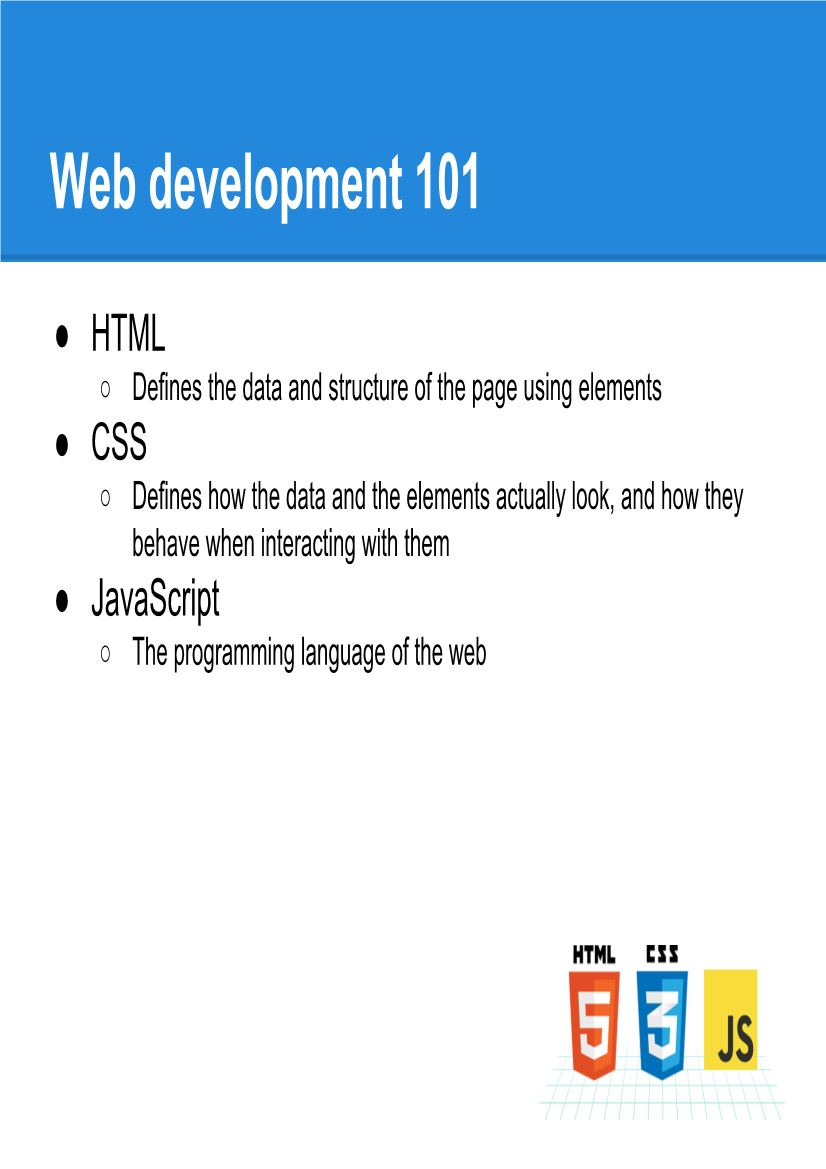 Web development 101
● HTML
○ Defines the data and structure of the page using elements
● CSS
○ Defines how the data and the elements actually look, and how they
behave when interacting with them
● JavaScript
○ The programming language of the web
HTML CSS
5 3 JS